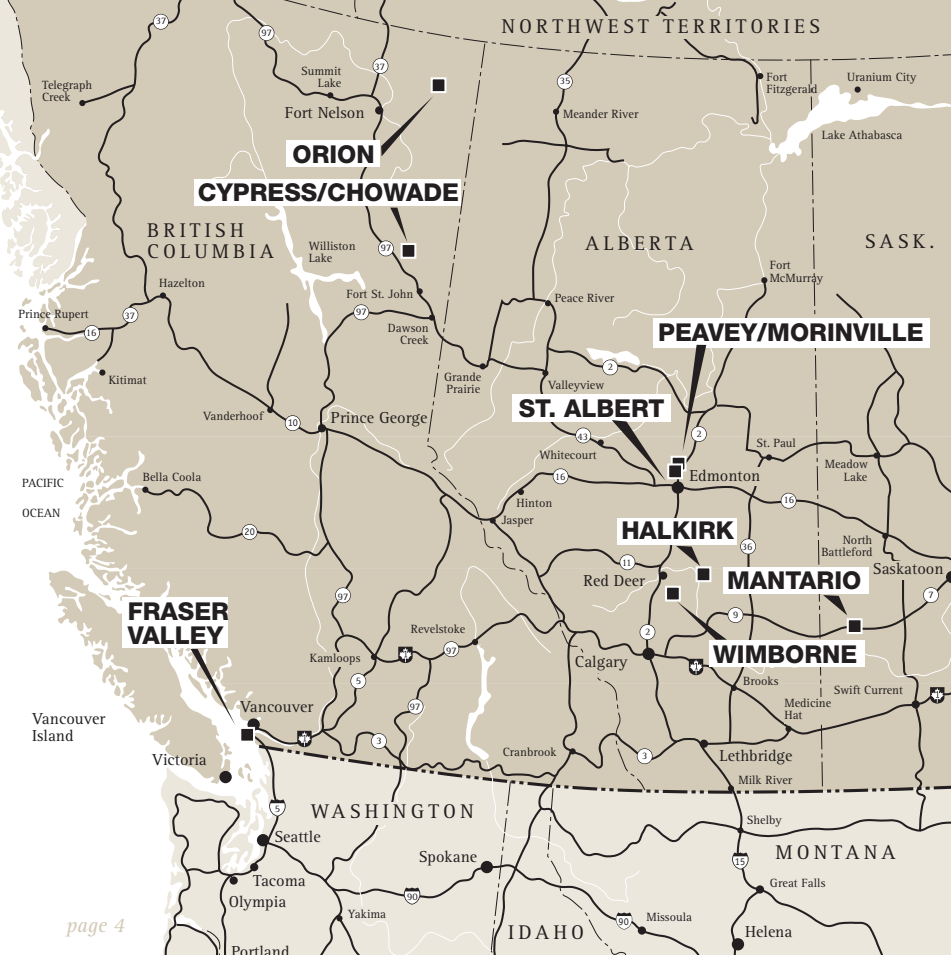 NORTHWEST TERRITORIES
37
97
37
35
Telegraph
Creek
Summit
Lake
Fort Nelson
Meander River
Fort
Fitzgerald
Uranium City
Lake Athabasca
ORION
CYPRESS/CHOWADE
BRITISH
COLUMBIA
Williston
Lake
97
ALBERTA
SASK.
Fort
McMurray
Hazelton
Fort St. John
Peace River
Prince Rupert
37
16
97
Dawson
Creek
PEAVEY/MORINVILLE
Kitimat
Grande
Prairie
Valleyview
2
ST. ALBERT
Vanderhoof
10
Prince George
43
2
Whitecourt
St. Paul
Meadow
Lake
PACIFIC
OCEAN
Bella Coola
16
Edmonton
16
Hinton
Jasper
20
HALKIRK
36
North
Battleford
Saskatoon
11
Red Deer
MANTARIO
7
97
FRASER
VALLEY
9
Revelstoke
2
97
1
Kamloops
Calgary
1
WIMBORNE
5
Brooks
Swift Current
1
97
Medicine
Hat
Vancouver
Vancouver
Island
1
3
Victoria
Cranbrook
3
Lethbridge
Milk River
5
WASHINGTON
Shelby
Seattle
MONTANA
15
Spokane
Tacoma
Olympia
90
Great Falls
Yakima
90
Missoula
page 4
IDAHO
Helena
Portland